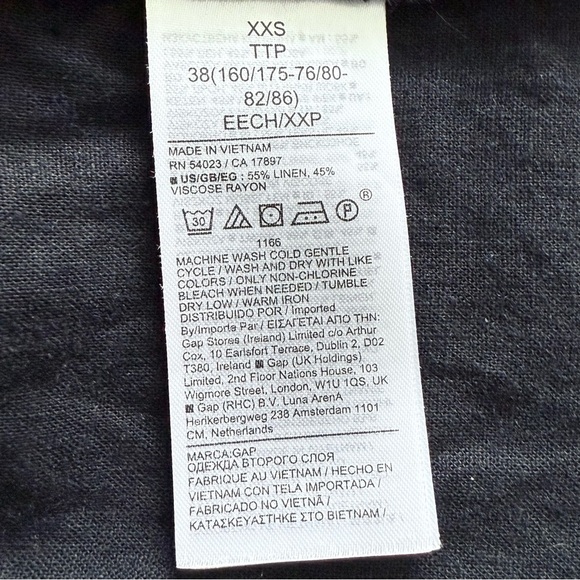 XXS
TTP
38(160/175-76/80-
82/86)
EECH/XXP
MADE IN VIETNAM
RN 54023 / CA 17897
US/GB/EG : 55% LINEN, 45%
VISCOSE RAYON
30 P ®
1166
MACHINE WASH COLD GENTLE
CYCLE / WASH AND DRY WITH LIKE
COLORS / ONLY NON-CHLORINE
BLEACH WHEN NEEDED / TUMBLE
DRY LOW / WARM IRON
DISTRIBUIDO POR / Imported
By/Importe Par / ΕΙΣΑΓΕΤΑΙ ΑΠΟ ΤΗΝ:
Gap Stores (Ireland) Limited c/o Arthur
Cox, 10 Earlsfort Terrace, Dublin 2, D02
T380, Ireland Gap (UK Holdings)
Limited, 2nd Floor Nations House, 103
Wigmore Street, London, W1U 1QS, UK
Gap (RHC) B.V. Luna ArenA
Herikerbergweg 238 Amsterdam 1101
CM, Netherlands
МАRCA:GAP
ОДЕЖДА ВТОРОГО СЛОЯ
FABRIQUE AU VIETNAM / HECHO EN
VIETNAM CON TELA IMPORTADA /
FABRICADO NO VIETNÃ /
ΚΑΤΑΣΚΕΥΑΣΤΗΚΕ ΣΤΟ ΒΙΕΤΝΑΜ /